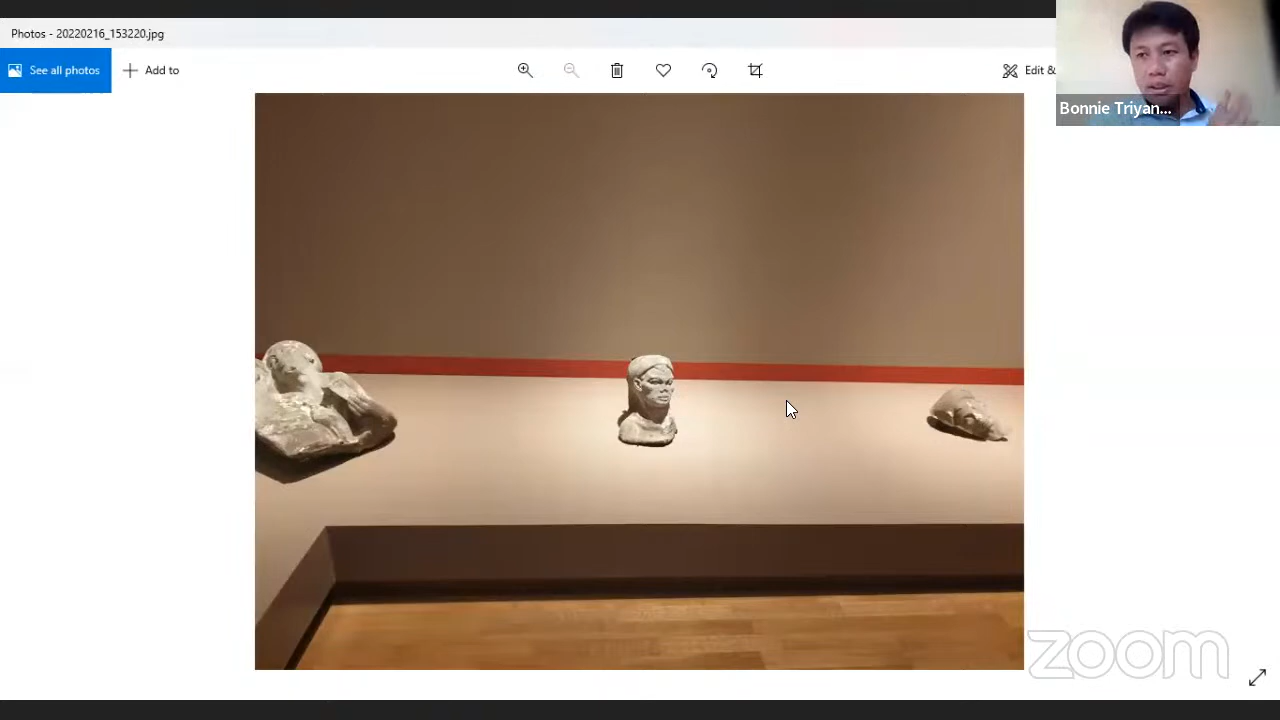 Photos - 20220216_153220.jpg
See all photos
Add to
Edit &
Bonnie Triyan...
zoom